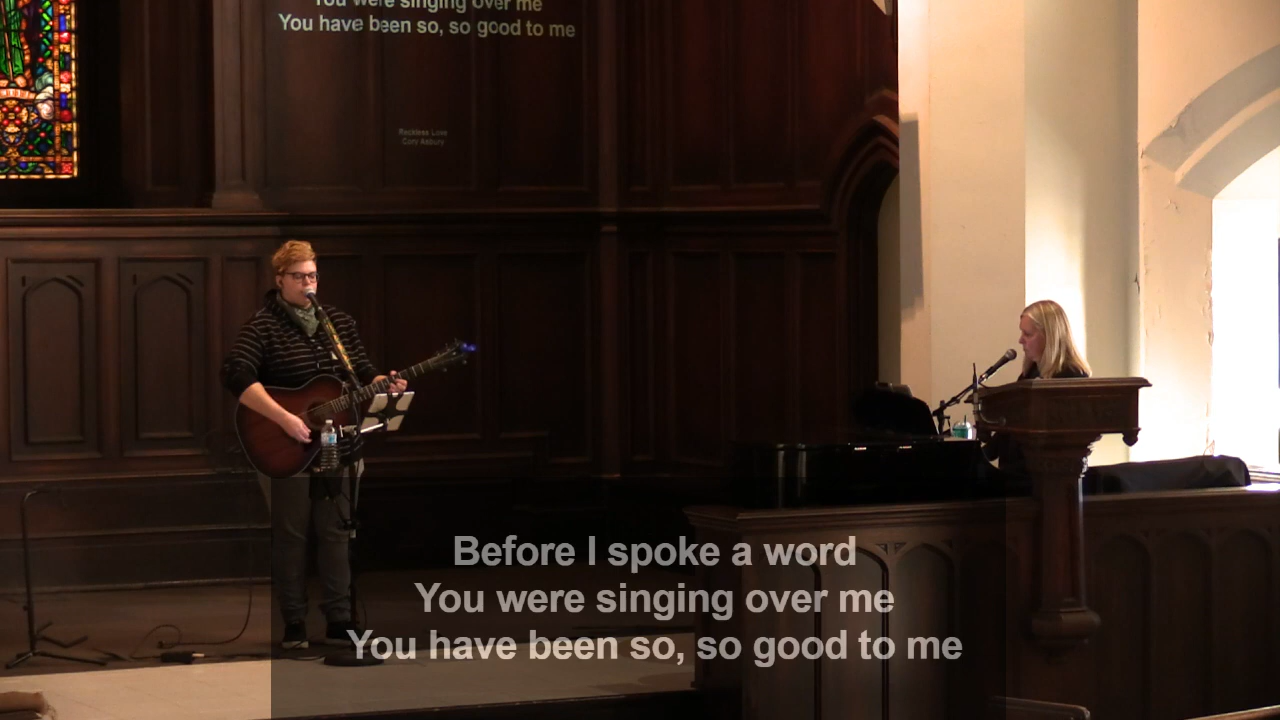 You were singing over me
You have been so, so good to me
Reckless Love
Cory Asbury
Before I spoke a word
You were singing over me
You have been so, so good to me